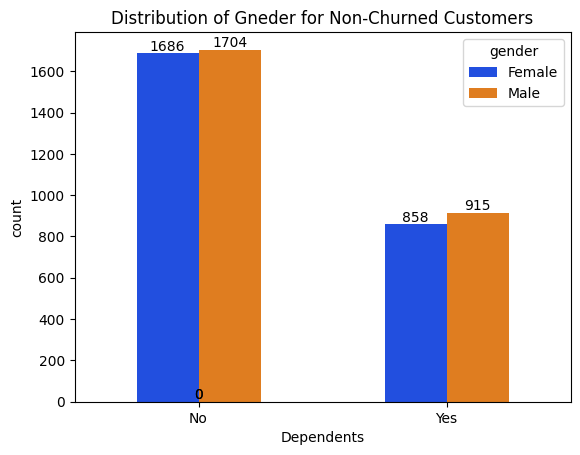 Distribution of Gneder for Non-Churned Customers
gender
Female
Male
count
1600
1400
1200
1000
800
600
400
200
0
1686
1704
858
915
0
No
Yes
Dependents